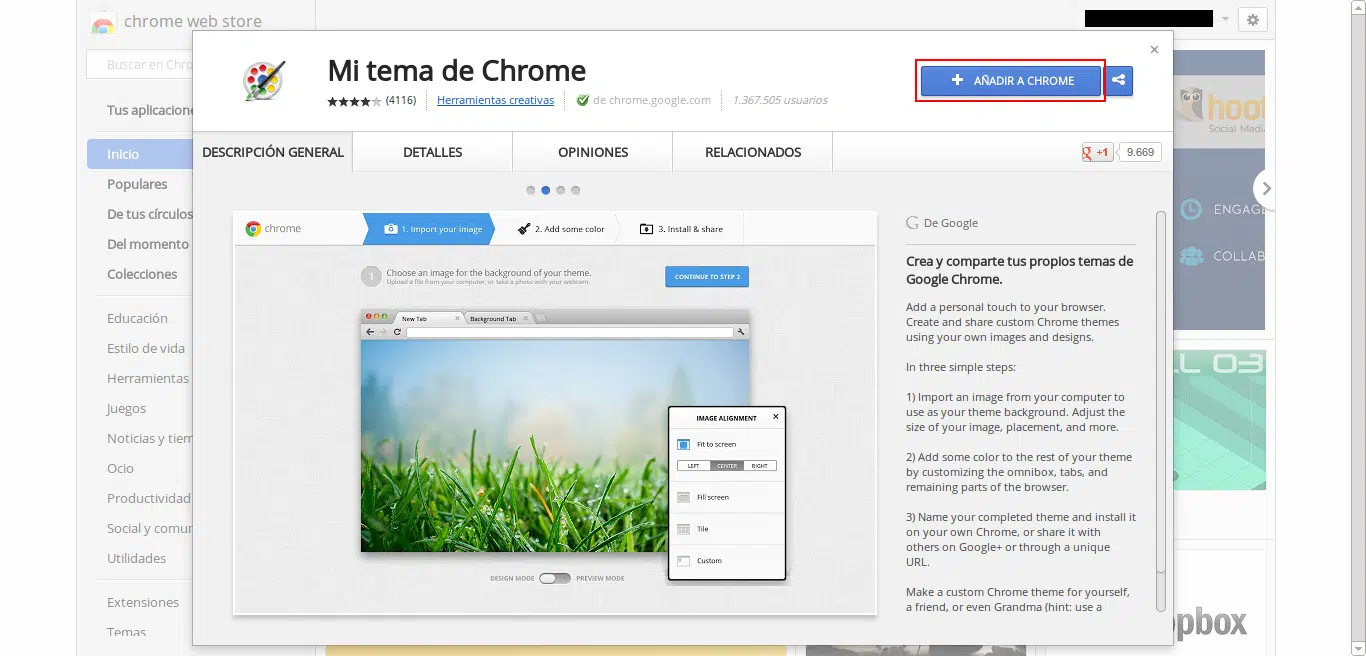 chrome web store
Buscar en Chro
Tus aplicacione
Inicio
Populares
De tus círculos
Del momento
Colecciones
Educación
Estilo de vida
Herramientas
Juegos
Noticias y tiem
Ocio
Productividad
Social y comun
Utilidades
Extensiones
Temas
Mi tema de Chrome
(4116) Herramientas creativas de chrome.google.com 1.367.505 usuarios
AÑADIR A CHROME
DESCRIPCIÓN GENERAL DETALLES OPINIONES RELACIONADOS
g +1 9.669
chrome 1. Import your image 2. Add some color 3. Install & share
1 Choose an image for the background of your theme.
Upload a file from your computer, or take a photo with your webcam.
CONTINUE TO STEP 2
New Tab Background Tab
IMAGE ALIGNMENT
Fit to screen
LEFT CENTER RIGHT
Fill screen
Tile
Custom
DESIGN MODE PREVIEW MODE
De Google
Crea y comparte tus propios temas de
Google Chrome.
Add a personal touch to your browser.
Create and share custom Chrome themes
using your own images and designs.
In three simple steps:
1) Import an image from your computer to
use as your theme background. Adjust the
size of your image, placement, and more.
2) Add some color to the rest of your theme
by customizing the omnibox, tabs, and
remaining parts of the browser.
3) Name your completed theme and install it
on your own Chrome, or share it with
others on Google+ or through a unique
URL.
Make a custom Chrome theme for yourself,
a friend, or even Grandma (hint: use a
hoot
Social Media
ENGAGE
COLLAB
LL 03
pbox